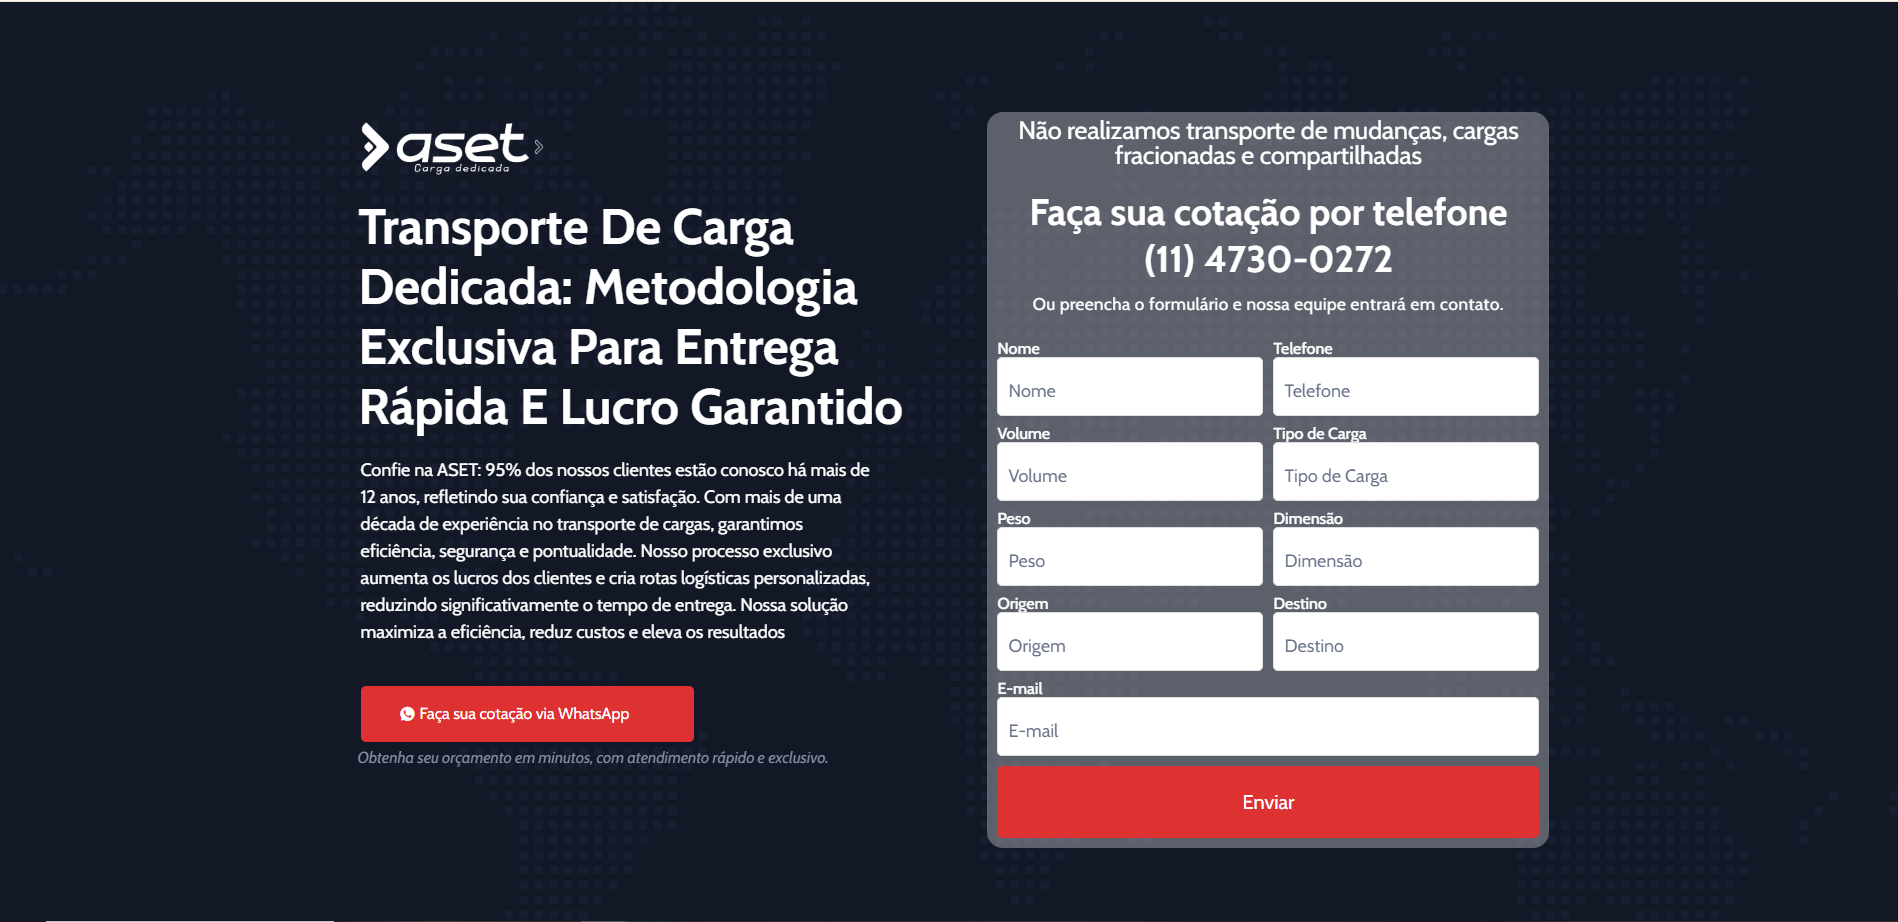 aset
Carga dedicada
Transporte De Carga
Dedicada: Metodologia
Exclusiva Para Entrega
Rápida E Lucro Garantido
Confie na ASET: 95% dos nossos clientes estão conosco há mais de
12 anos, refletindo sua confiança e satisfação. Com mais de uma
década de experiência no transporte de cargas, garantimos
eficiência, segurança e pontualidade. Nosso processo exclusivo
aumenta os lucros dos clientes e cria rotas logísticas personalizadas,
reduzindo significativamente o tempo de entrega. Nossa solução
maximiza a eficiência, reduz custos e eleva os resultados
Faça sua cotação via WhatsApp
Obtenha seu orçamento em minutos, com atendimento rápido e exclusivo.
Não realizamos transporte de mudanças, cargas
fracionadas e compartilhadas
Faça sua cotação por telefone
(11) 4730-0272
Ou preencha o formulário e nossa equipe entrará em contato.
Nome Telefone
Nome Telefone
Volume Tipo de Carga
Volume Tipo de Carga
Peso Dimensão
Peso Dimensão
Origem Destino
Origem Destino
E-mail
E-mail
Enviar